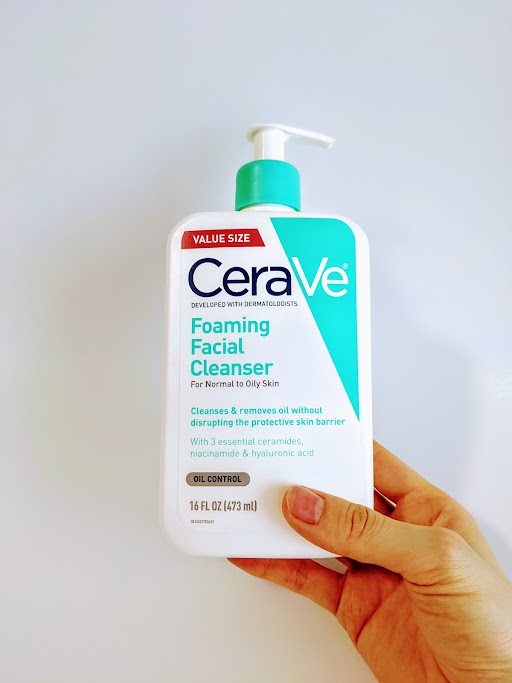 VALUE SIZE
CeraVe®
DEVELOPED WITH DERMATOLOGISTS
Foaming
Facial
Cleanser
For Normal to Oily Skin
Cleanses & removes oil without
disrupting the protective skin barrier
With 3 essential ceramides,
niacinamide & hyaluronic acid
OIL CONTROL
16 FL OZ (473 ml)